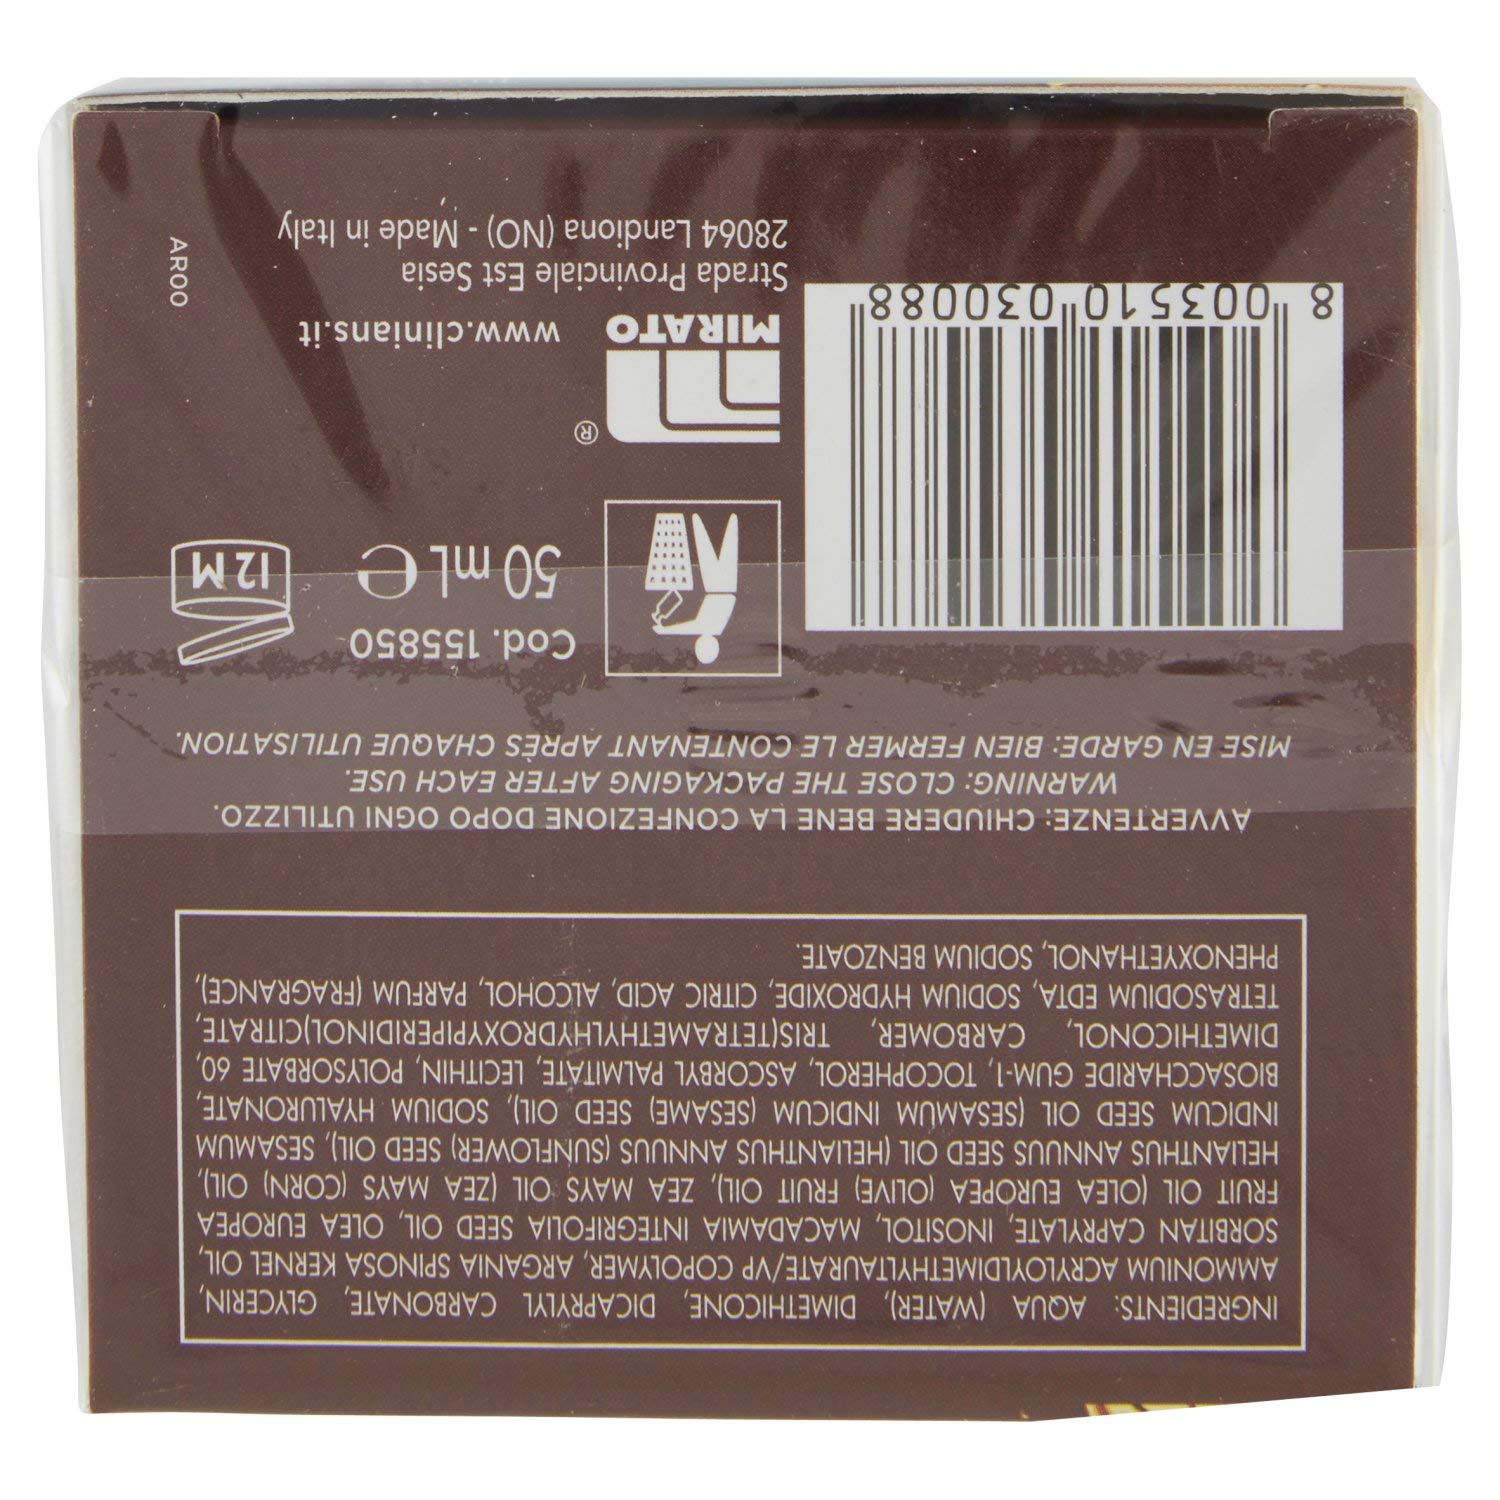 INGREDIENTS: AQUA (WATER), DIMETHICONE, DICAPRYLYL CARBONATE, GLYCERIN,
AMMONIUM ACRYLOYLDIMETHYLTAURATE/VP COPOLYMER, ARGANIA SPINOSA KERNEL OIL,
SORBITAN CAPRYLATE, INOSITOL, MACADAMIA INTEGRIFOLIA SEED OIL, OLEA EUROPEA
FRUIT OIL (OLEA EUROPEA (OLIVE) FRUIT OIL), ZEA MAYS OIL (ZEA MAYS (CORN) OIL),
HELIANTHUS ANNUUS SEED OIL (HELIANTHUS ANNUUS (SUNFLOWER) SEED OIL), SESAMUM
INDICUM SEED OIL (SESAMUM INDICUM (SESAME) SEED OIL), SODIUM HYALURONATE,
BIOSACCHARIDE GUM-1, TOCOPHEROL, ASCORBYL PALMITATE, LECITHIN, POLYSORBATE 60,
DIMETHICONOL, CARBOMER, TRIS(TETRAMETHYLHYDROXYPIPERIDINOL)CITRATE,
TETRASODIUM EDTA, SODIUM HYDROXIDE, CITRIC ACID, ALCOHOL, PARFUM (FRAGRANCE),
PHENOXYETHANOL, SODIUM BENZOATE.
AVVERTENZE: CHIUDERE BENE LA CONFEZIONE DOPO OGNI UTILIZZO.
WARNING: CLOSE THE PACKAGING AFTER EACH USE.
MISE EN GARDE: BIEN FERMER LE CONTENANT APRÈS CHAQUE UTILISATION.
8 003510 030088
Cod. 155850
50 mL e
12M
®
MIRATO
www.clinians.it
Strada Provinciale Est Sesia
28064 Landiona (NO) - Made in Italy
AR00